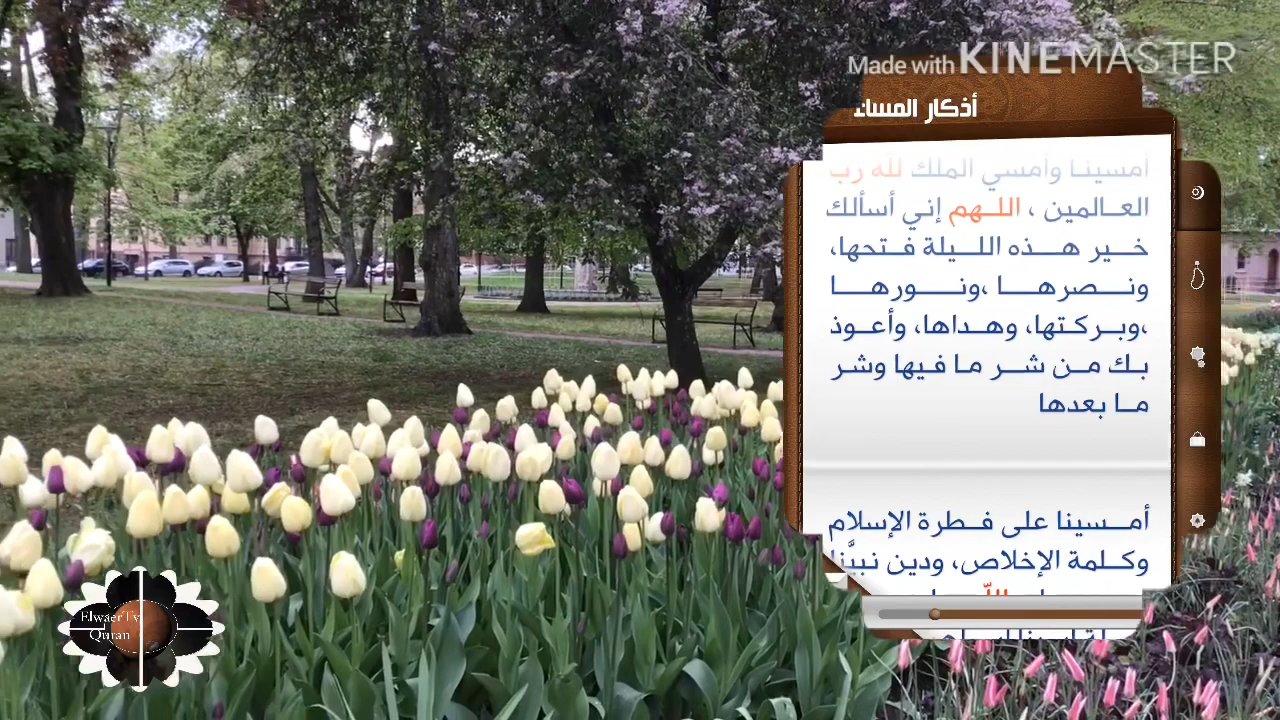 Made with KINEMASTER
أذكار المساء
أمسينا وأمسي الملك لله رب
العالمين ، اللهم إني أسألك
خير هذه الليلة فتحها،
ونصرها ،ونورها
،وبركتها، وهداها، وأعوذ
بك من شر ما فيها وشر
ما بعدها
أمسينا على فطرة الإسلام
وكلمة الإخلاص، ودين نبيَّنا
Elwaer Tv
Quran